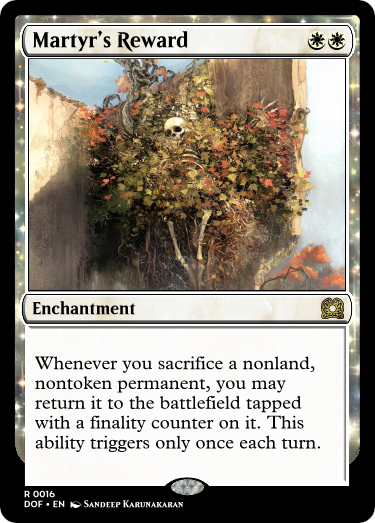 Martyr's Reward
Enchantment
Whenever you sacrifice a nonland,
nontoken permanent, you may
return it to the battlefield tapped
with a finality counter on it. This
ability triggers only once each turn.
R 0016
DOF • EN Sandeep Karunakaran